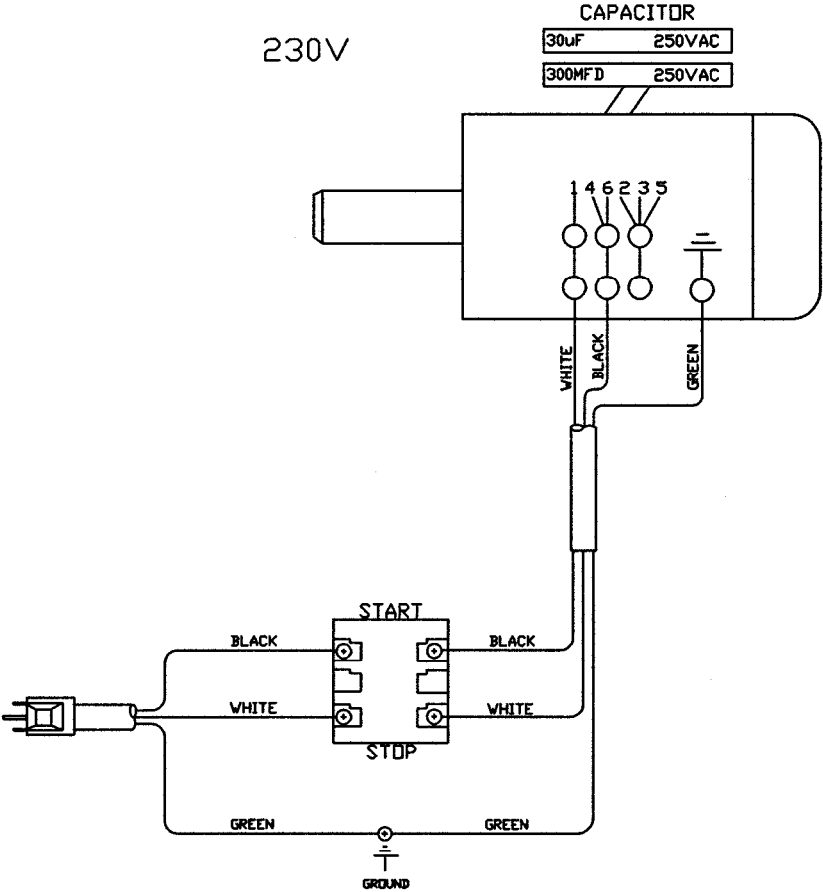 CAPACITOR
230V
30uF 250VAC
300MFD 250VAC
1 4 6 2 3 5
WHITE
BLACK
GREEN
START
BLACK
BLACK
WHITE
WHITE
STOP
GREEN
GREEN
GROUND